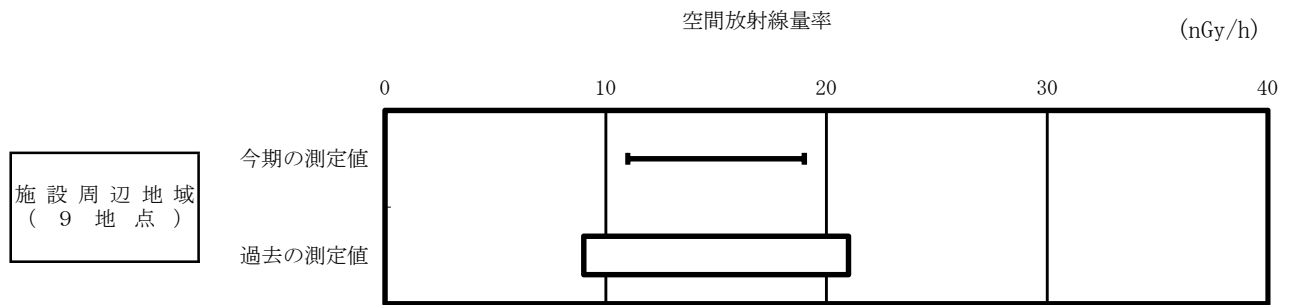 空間放射線量率
(nGy/h)
0 10 20 30 40
今期の測定値
施設周辺地域
(9地点)
過去の測定値